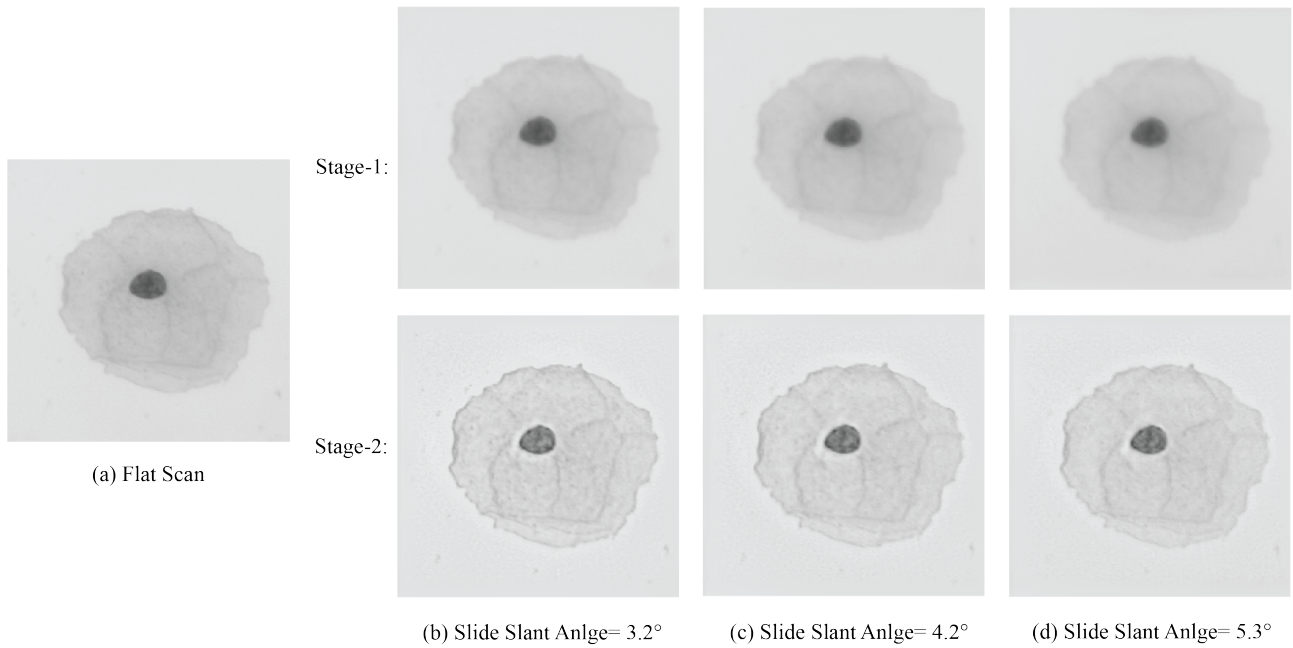 Stage-1:
Stage-2:
(a) Flat Scan
(b) Slide Slant Anlge= 3.2°
(c) Slide Slant Anlge= 4.2°
(d) Slide Slant Anlge= 5.3°